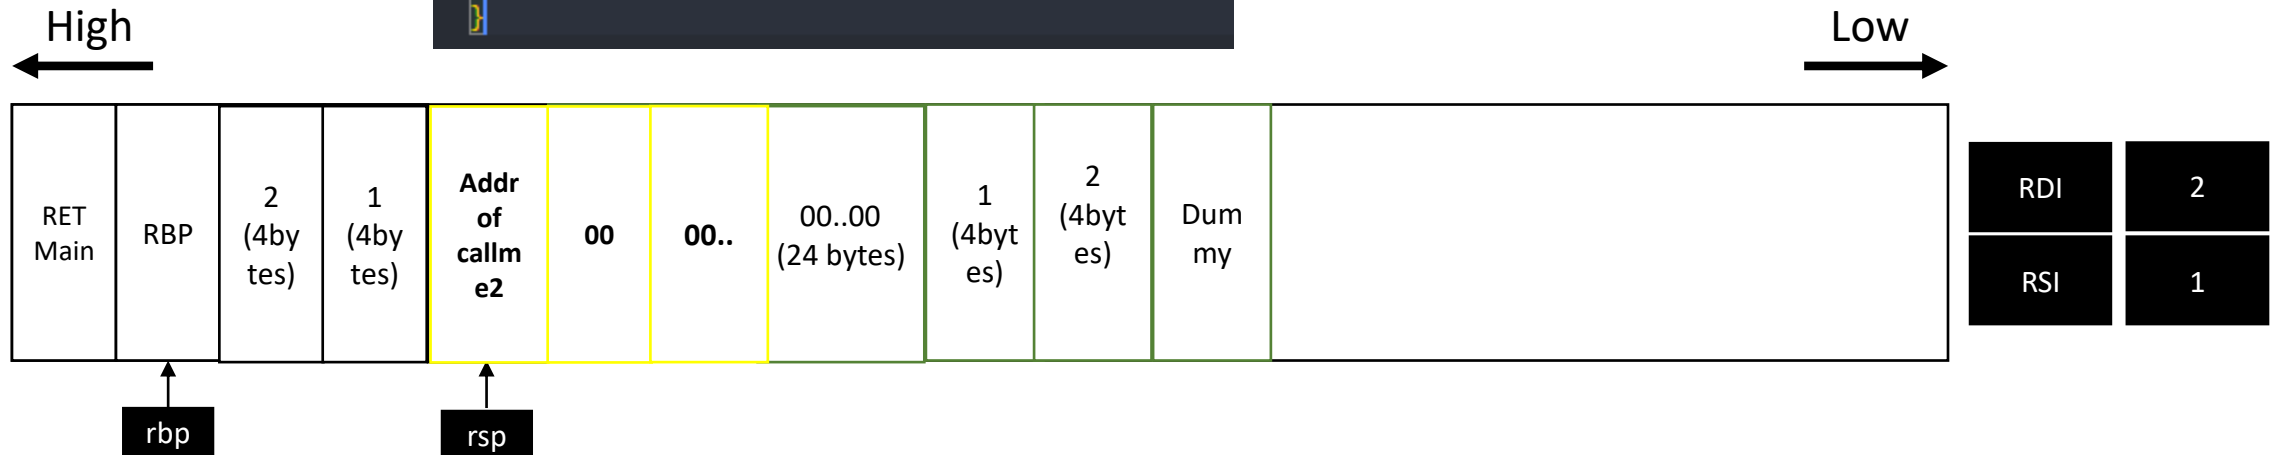 }
High
Low
RET
Main
RBP
2
(4by
tes)
1
(4by
tes)
Addr
of
callm
e2
00
00..
00..00
(24 bytes)
1
(4byt
es)
2
(4byt
es)
Dum
my
RDI
2
RSI
1
rbp
rsp